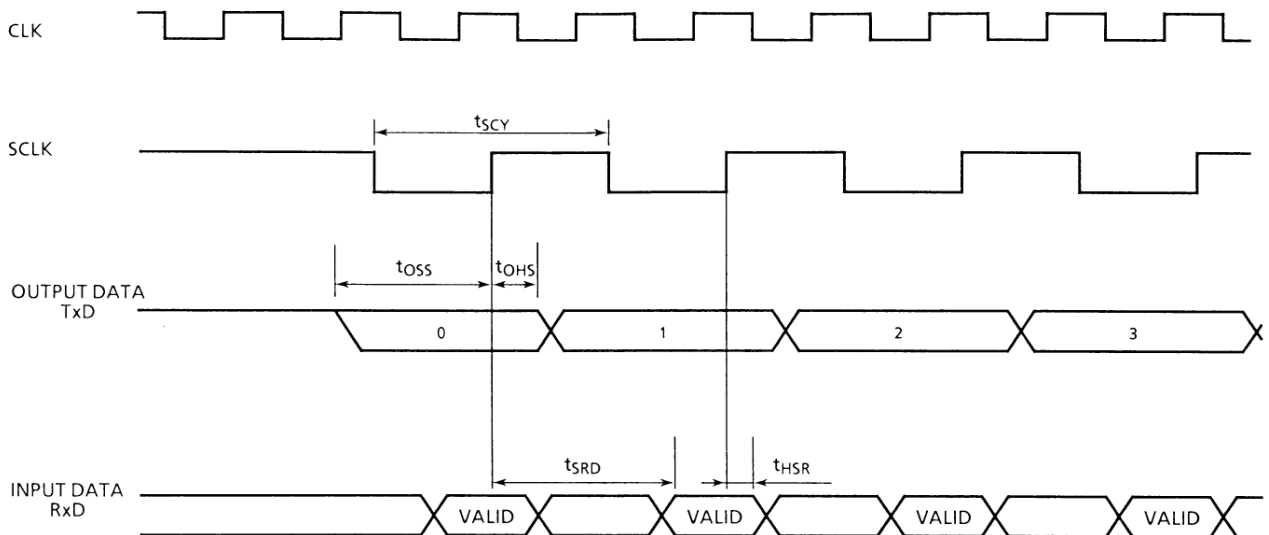 CLK
tSCY
SCLK
tOSS
tOHS
OUTPUT DATA
TxD
0
1
2
3
tSRD
tHSR
INPUT DATA
RxD
VALID
VALID
VALID
VALID